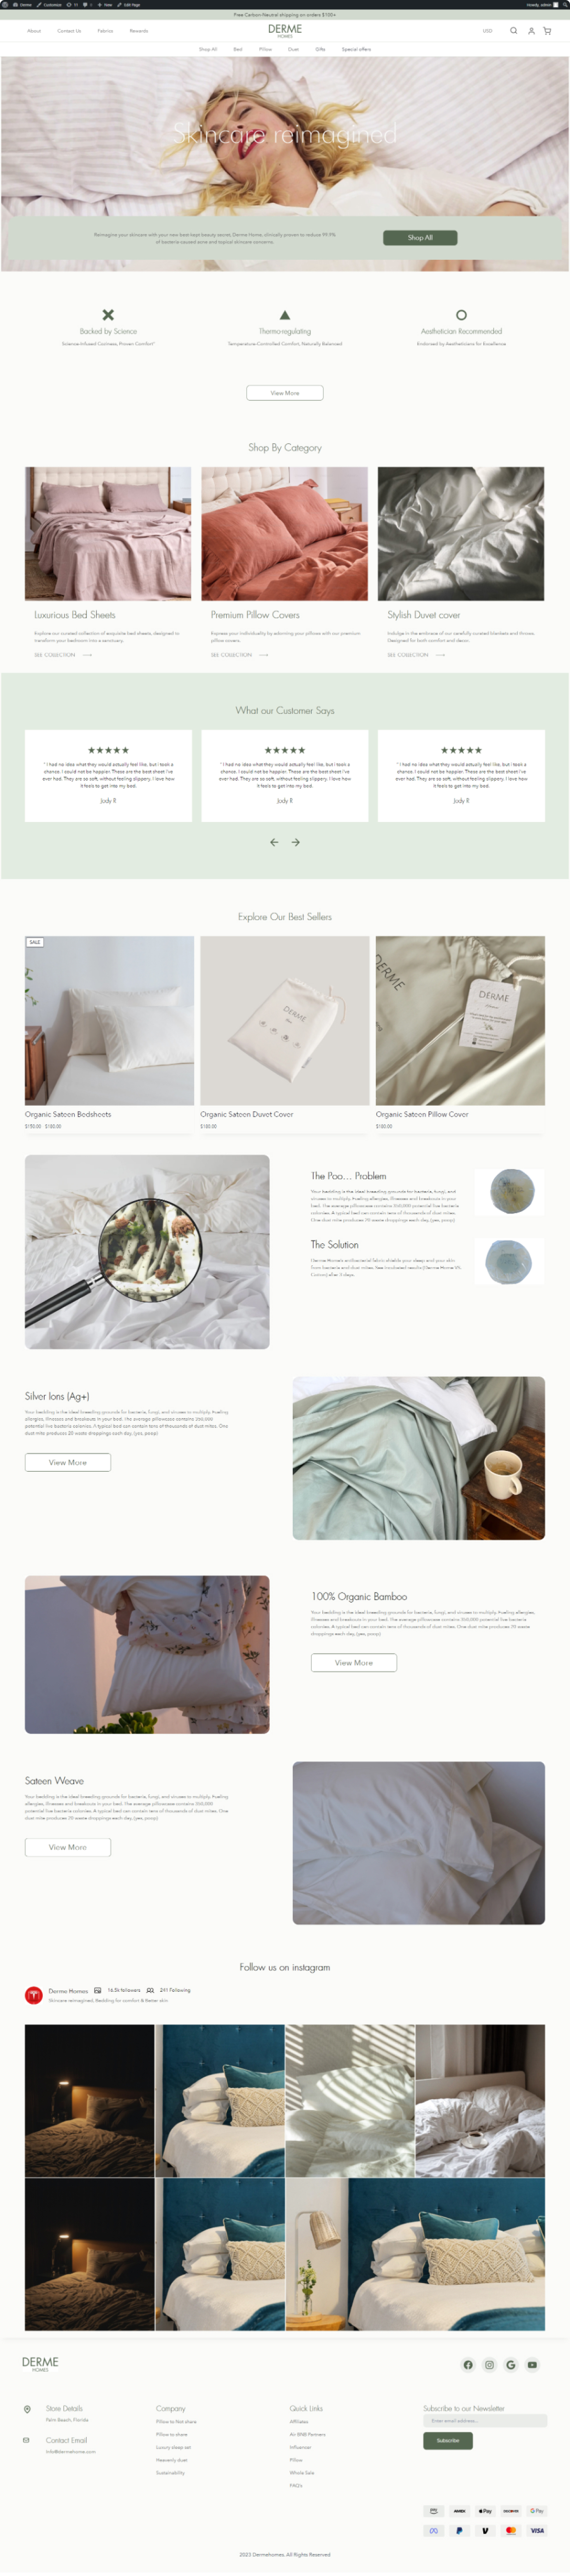 Derme Customize New Edit Page Howdy, admin
Free Carbon-Neutral shipping on orders $100+
About Contact Us Fabrics Rewards
DERME
HOMES
USD
Shop All Bed Pillow Duet Gifts Special offers
Skincare reimagined
Reimagine your skincare with your new best-kept beauty secret, Derme Home, clinically proven to reduce 99.9%
of bacteria-caused acne and topical skincare concerns.
Shop All
Backed by Science
Thermo-regulating
Aesthetician Recommended
Science-Infused Coziness, Proven Comfort"
Temperature-Controlled Comfort, Naturally Balanced
Endorsed by Aestheticians for Excellence
View More
Shop By Category
Luxurious Bed Sheets
Explore our curated collection of exquisite bed sheets, designed to
transform your bedroom into a sanctuary.
SEE COLLECTION
Premium Pillow Covers
Express your individuality by adorning your pillows with our premium
pillow covers.
SEE COLLECTION
Stylish Duvet cover
Indulge in the embrace of our carefully curated blankets and throws.
Designed for both comfort and decor.
SEE COLLECTION
What our Customer Says
" I had no idea what they would actually feel like, but I took a
chance. I could not be happier. These are the best sheet I've
ever had. They are so soft, without feeling slippery. I love how
it feels to get into my bed.
Jody R
" I had no idea what they would actually feel like, but I took a
chance. I could not be happier. These are the best sheet I've
ever had. They are so soft, without feeling slippery. I love how
it feels to get into my bed.
Jody R
" I had no idea what they would actually feel like, but I took a
chance. I could not be happier. These are the best sheet I've
ever had. They are so soft, without feeling slippery. I love how
it feels to get into my bed.
Jody R
Explore Our Best Sellers
SALE
DERME
DERME
DERME
Organic Sateen Bedsheets
$150.00 $180.00
Organic Sateen Duvet Cover
$130.00
Organic Sateen Pillow Cover
$130.00
The Poo... Problem
Your bedding is the ideal breeding grounds for bacteria, fungi, and
viruses to multiply, fueling allergies, illnesses and breakouts in your
bed. The average pillowcase contains 350,000 potential live bacteria
colonies. A typical bed can contain tens of thousands of dust mites.
One dust mite produces 20 waste droppings each day, (yes, poop)
The Solution
Derme Home's antibacterial fabric shields your sleep and your skin
from bacteria and dust mites. See incubated results (Derme Home VS
Cotton) after 3 days.
Silver Ions (Ag+)
Your bedding is the ideal breeding grounds for bacteria, fungi, and viruses to multiply, fueling
allergies, illnesses and breakouts in your bed. The average pillowcase contains 350,000
potential live bacteria colonies. A typical bed can contain tens of thousands of dust mites. One
dust mite produces 20 waste droppings each day, (yes, poop)
View More
100% Organic Bamboo
Your bedding is the ideal breeding grounds for bacteria, fungi, and viruses to multiply, fueling allergies,
illnesses and breakouts in your bed. The average pillowcase contains 350,000 potential live bacteria
colonies. A typical bed can contain tens of thousands of dust mites. One dust mite produces 20 waste
droppings each day, (yes, poop)
View More
Sateen Weave
Your bedding is the ideal breeding grounds for bacteria, fungi, and viruses to multiply, fueling
allergies, illnesses and breakouts in your bed. The average pillowcase contains 350,000
potential live bacteria colonies. A typical bed can contain tens of thousands of dust mites. One
dust mite produces 20 waste droppings each day, (yes, poop)
View More
Follow us on instagram
Derme Homes 16.5k followers 241 Following
Skincare reimagined, Bedding for comfort & Better skin
DERME
HOMES
Store Details
Palm Beach, Florida
Contact Email
Info@dermehome.com
Company
Pillow to Not share
Pillow to share
Luxury sleep set
Heavenly duet
Sustainability
Quick Links
Affiliates
Air BNB Partners
Influencer
Pillow
Whole Sale
FAQ's
Subscribe to our Newsletter
Enter email address...
Subscribe
AMEX Pay DISCOVER G Pay
VISA
2023 Dermehomes. All Rights Reserved